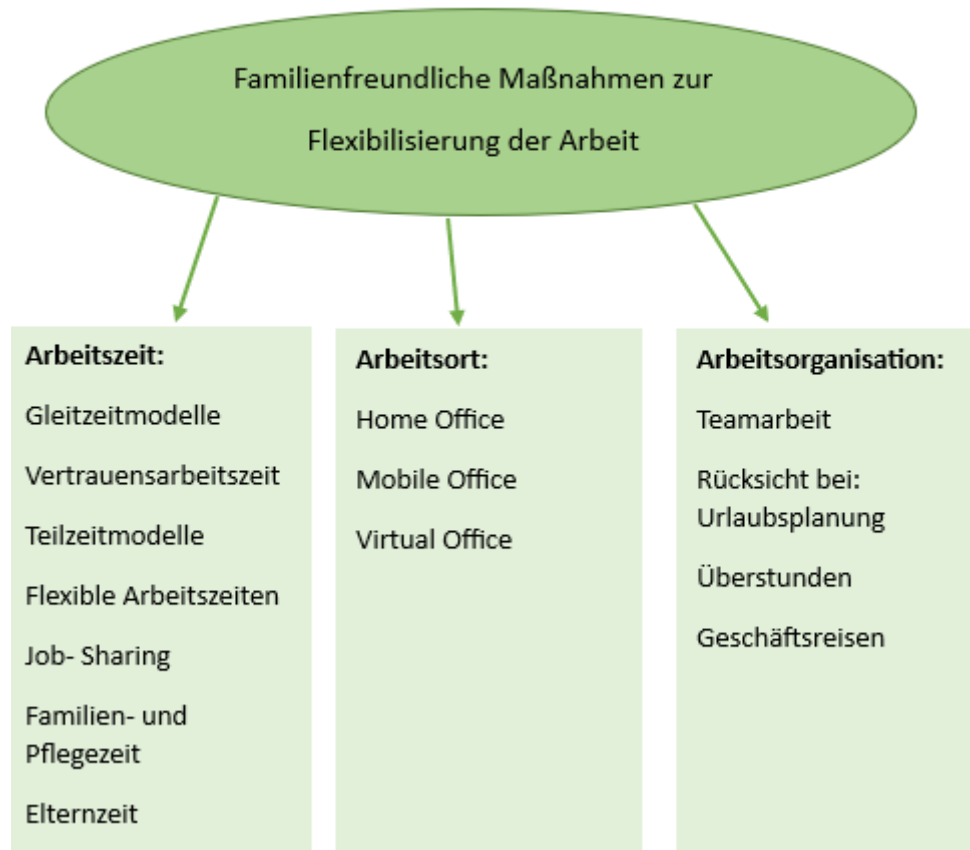 Familienfreundliche Maßnahmen zur
Flexibilisierung der Arbeit
Arbeitszeit:
Gleitzeitmodelle
Vertrauensarbeitszeit
Teilzeitmodelle
Flexible Arbeitszeiten
Job- Sharing
Familien- und
Pflegezeit
Elternzeit
Arbeitsort:
Home Office
Mobile Office
Virtual Office
Arbeitsorganisation:
Teamarbeit
Rücksicht bei:
Urlaubsplanung
Überstunden
Geschäftsreisen